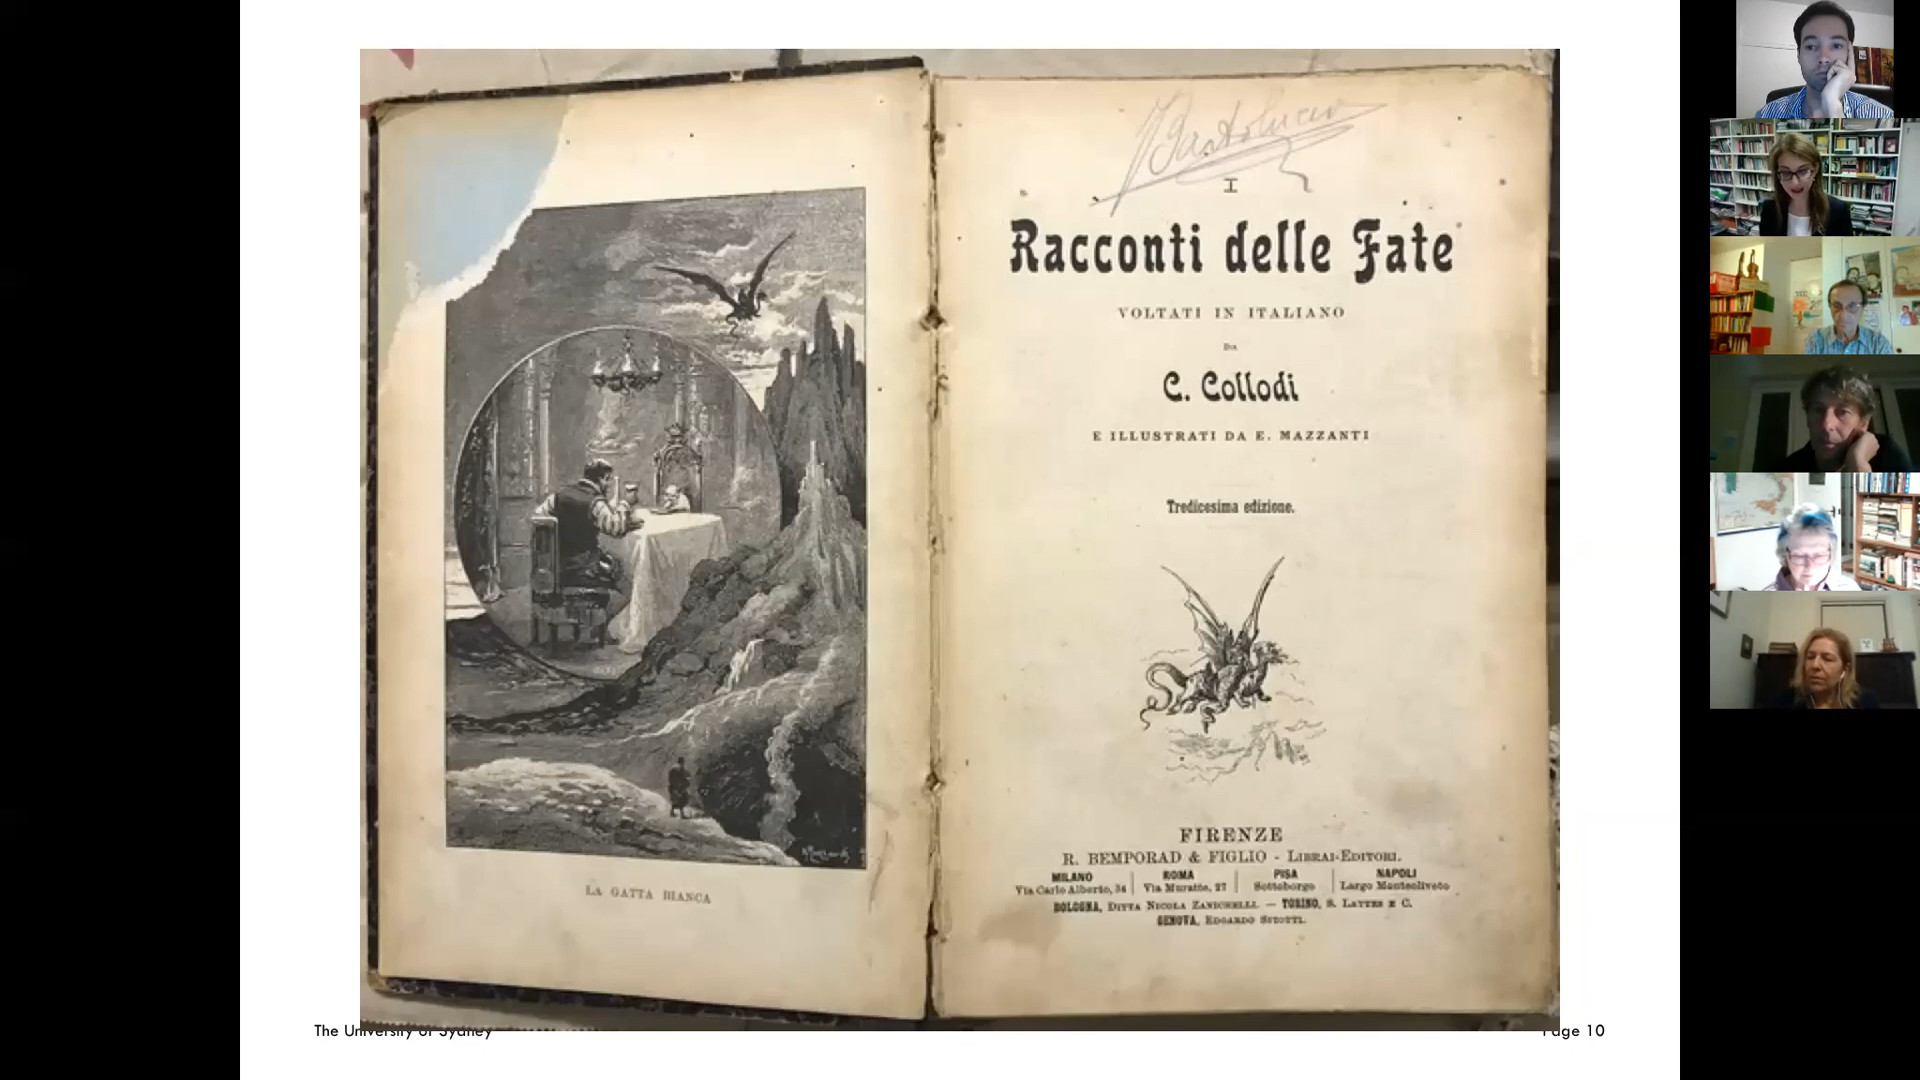 LA GATTA BIANCA
Bartolucci
I
Racconti delle Fate
VOLTATI IN ITALIANO
DA
C. Collodi
E ILLUSTRATI DA E. MAZZANTI
Tredicesima edizione.
FIRENZE
R. BEMPORAD & FIGLIO - LIBRAI-EDITORI.
MILANO ROMA PISA NAPOLI
Via Carlo Alberto, 34 Via Muratte, 27 Sottoborgo Largo Monteoliveto
BOLOGNA, DITTA NICOLA ZANICHELLI. — TORINO, S. LATTES E C.
GENOVA, EDOARDO SPIOTTI.
The University of Sydney
Page 10